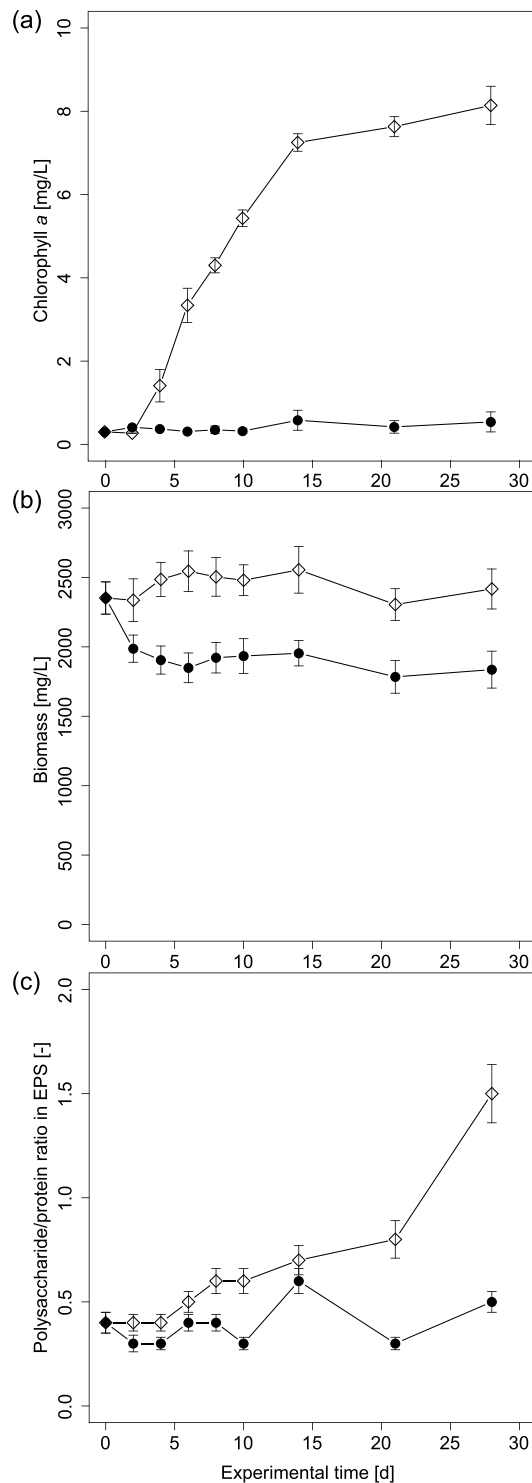 (a)
Chlorophyll a [mg/L]
0 2 4 6 8 10
0 5 10 15 20 25 30
(b)
Biomass [mg/L]
0 500 1000 1500 2000 2500 3000
0 5 10 15 20 25 30
(c)
Polysaccharide/protein ratio in EPS [-]
0.0 0.5 1.0 1.5 2.0
0 5 10 15 20 25 30
Experimental time [d]